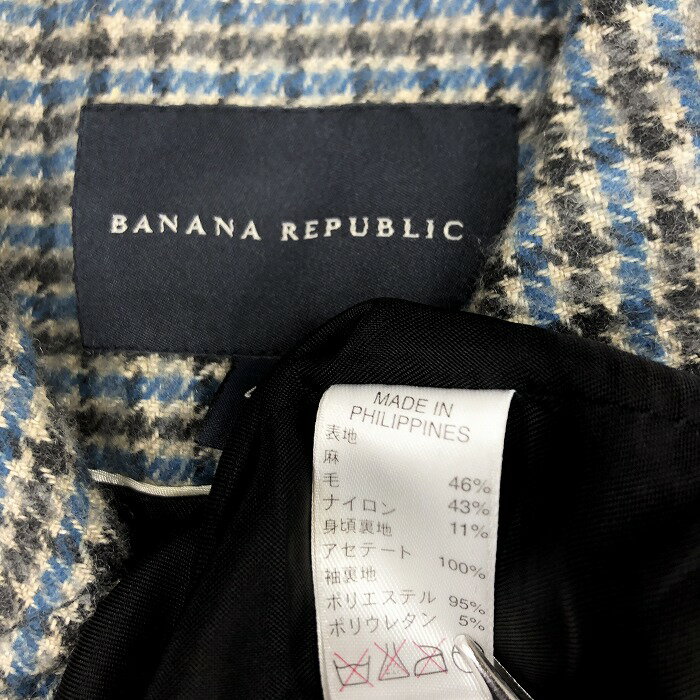 BANANA REPUBLIC
MADE IN
PHILIPPINES
表地
麻 46%
毛 43%
ナイロン 11%
身頃裏地
アセテート 100%
袖裏地
ポリエステル 95%
ポリウレタン 5%